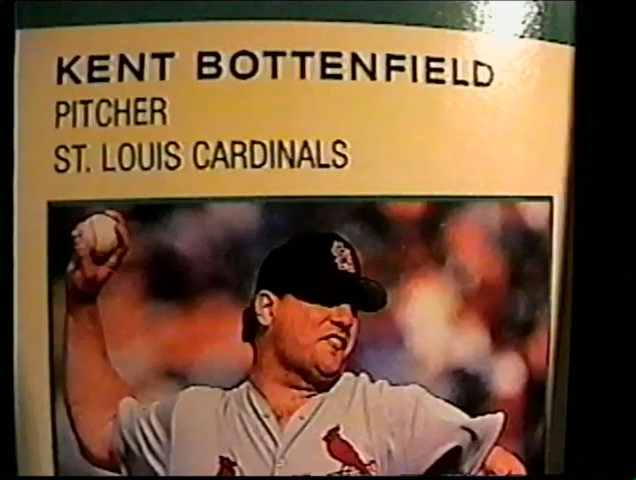 KENT BOTTENFIELD
PITCHER
ST. LOUIS CARDINALS